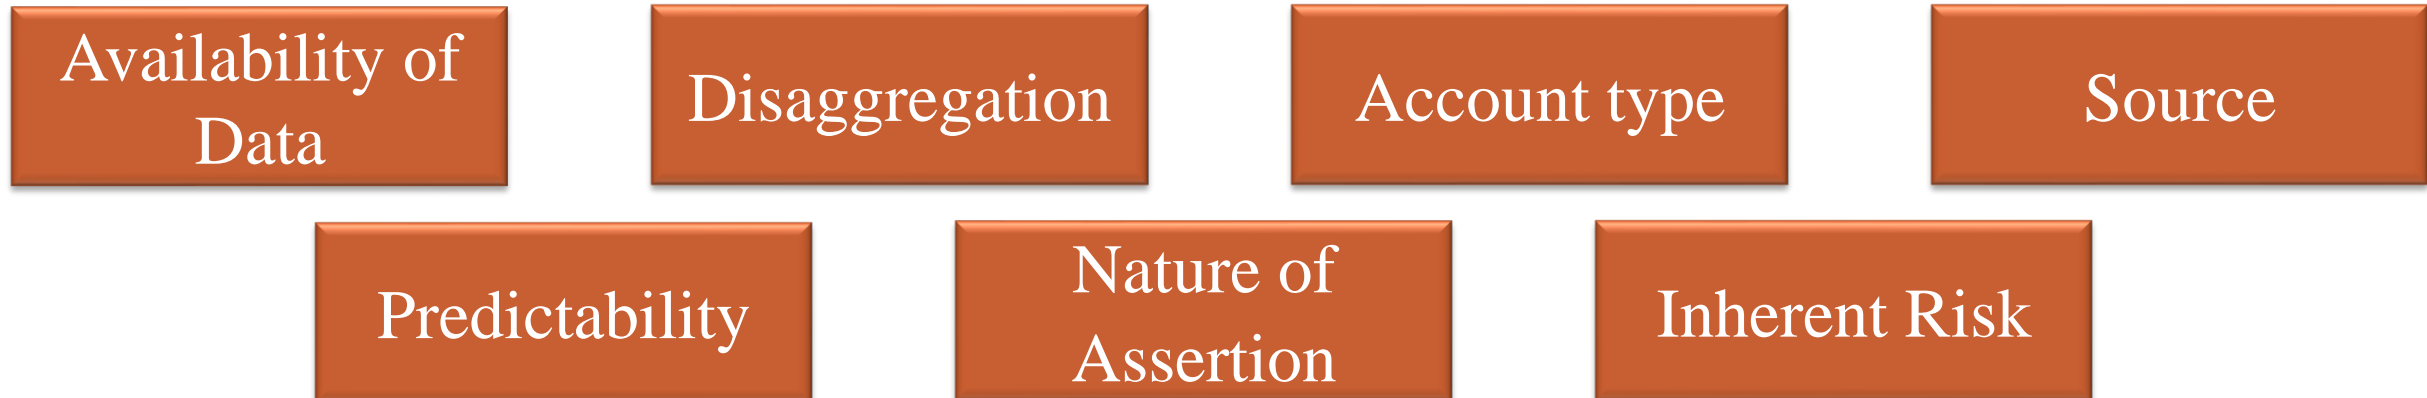 Availability of
Data
Disaggregation
Account type
Source
Predictability
Nature of
Assertion
Inherent Risk